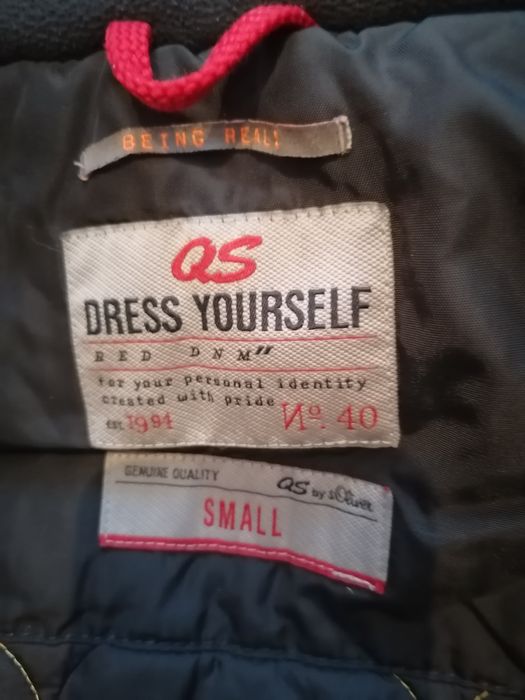 BEING REAL!
QS
DRESS YOURSELF
RED DNM"
for your personal identity
created with pride
EST. 1994 Nº. 40
GENUINE QUALITY QS by s.Oliver
SMALL